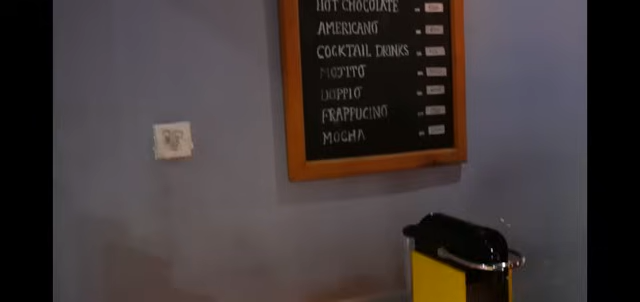 HOT CHOCOLATE
AMERICANO
COCKTAIL DRINKS
MOJITO
DOPPIO
FRAPPUCINO
MOCHA